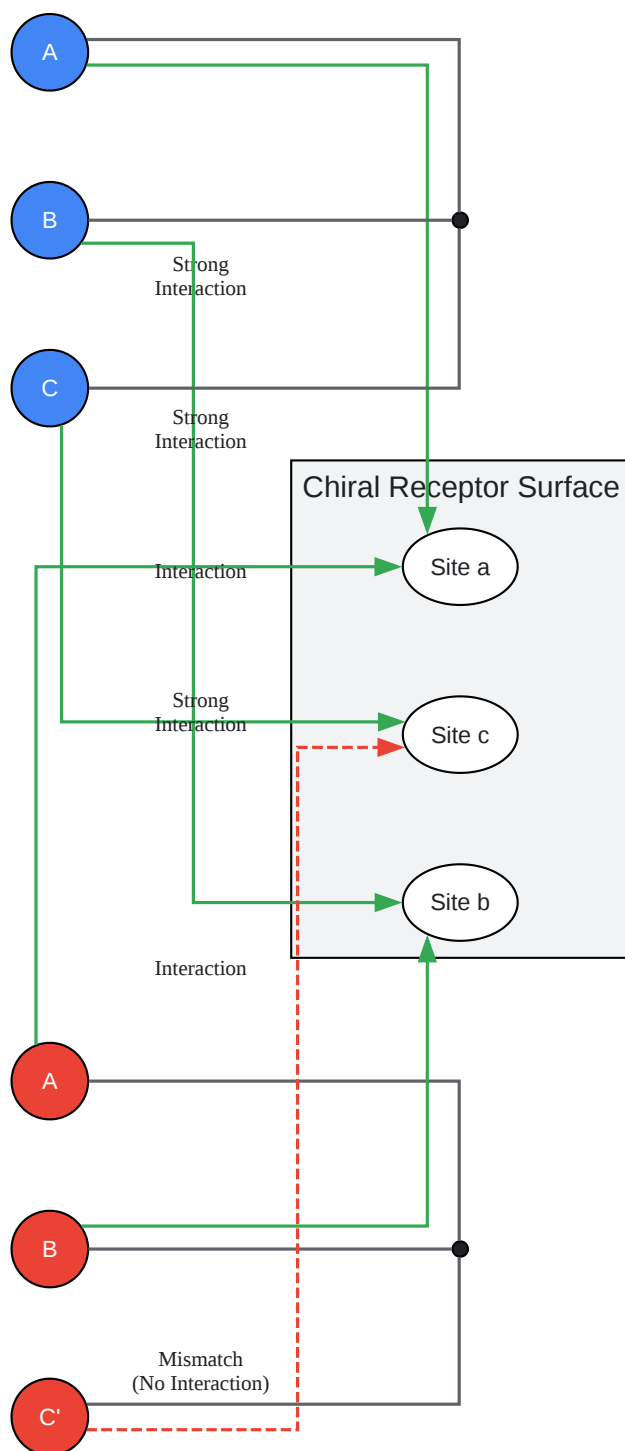 A
B
Strong
Interaction
C
Strong
Interaction
Chiral Receptor Surface
Site a
Interaction
Strong
Interaction
Site c
Site b
Interaction
A
B
Mismatch
(No Interaction)
C'